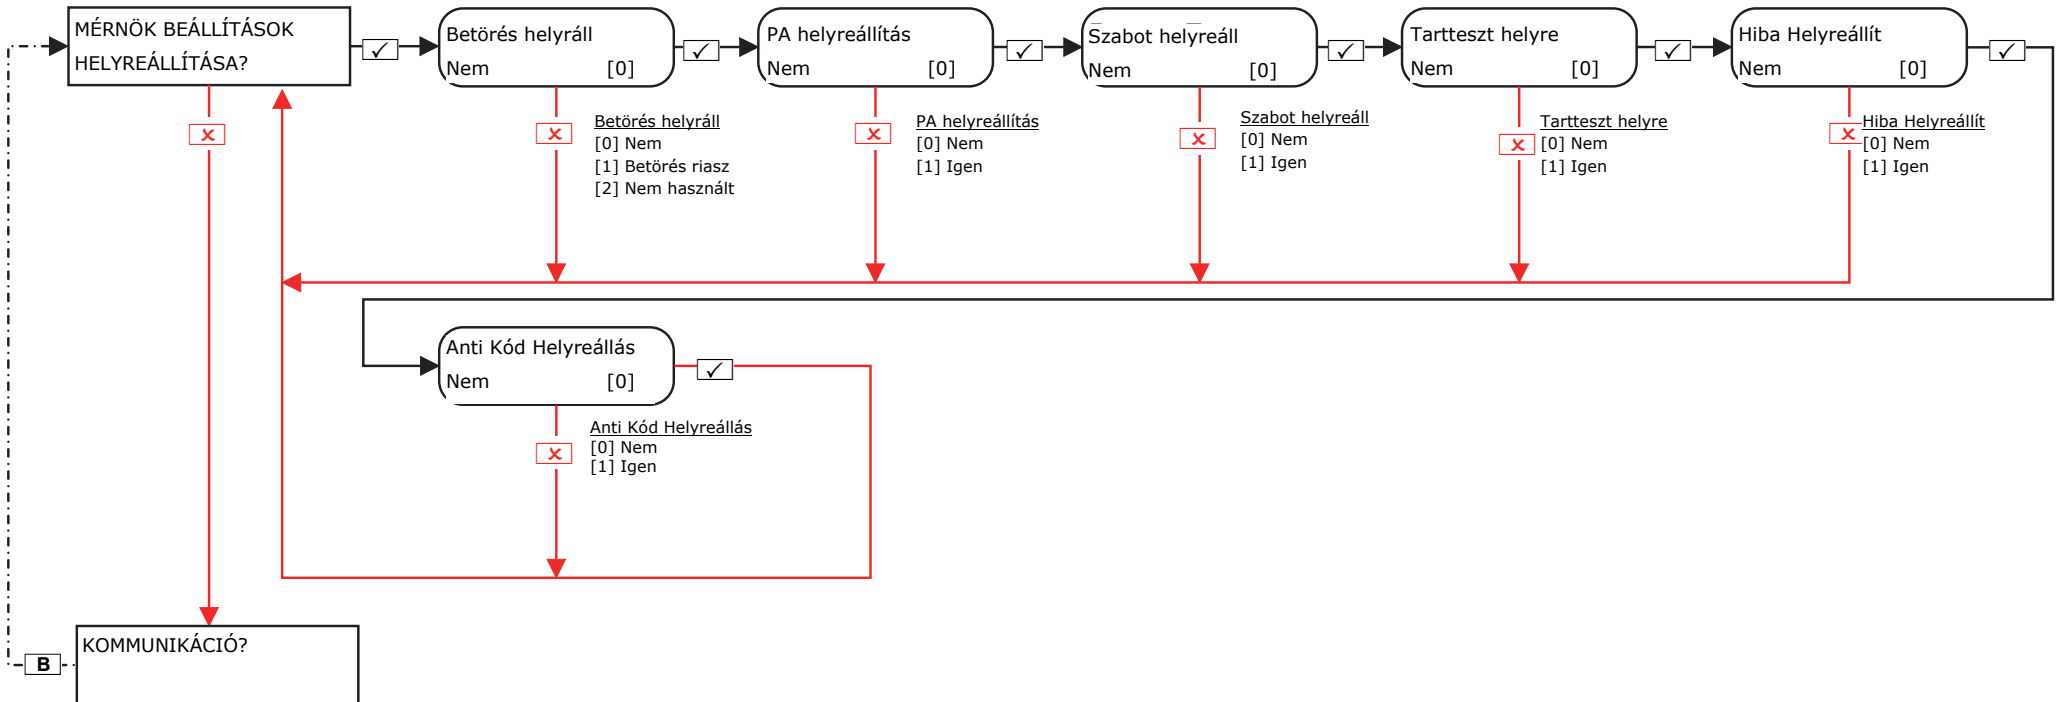 MÉRNÖK BEÁLLÍTÁSOK
HELYREÁLLÍTÁSA?
Betörés helyráll
Nem [0]
PA helyreállítás
Nem [0]
Szabot helyreáll
Nem [0]
Tartteszt helyre
Nem [0]
Hiba Helyreállít
Nem [0]
Betörés helyráll
[0] Nem
[1] Betörés riasz
[2] Nem használt
PA helyreállítás
[0] Nem
[1] Igen
Szabot helyreáll
[0] Nem
[1] Igen
Tartteszt helyre
[0] Nem
[1] Igen
Hiba Helyreállít
[0] Nem
[1] Igen
Anti Kód Helyreállás
Nem [0]
Anti Kód Helyreállás
[0] Nem
[1] Igen
KOMMUNIKÁCIÓ?
B